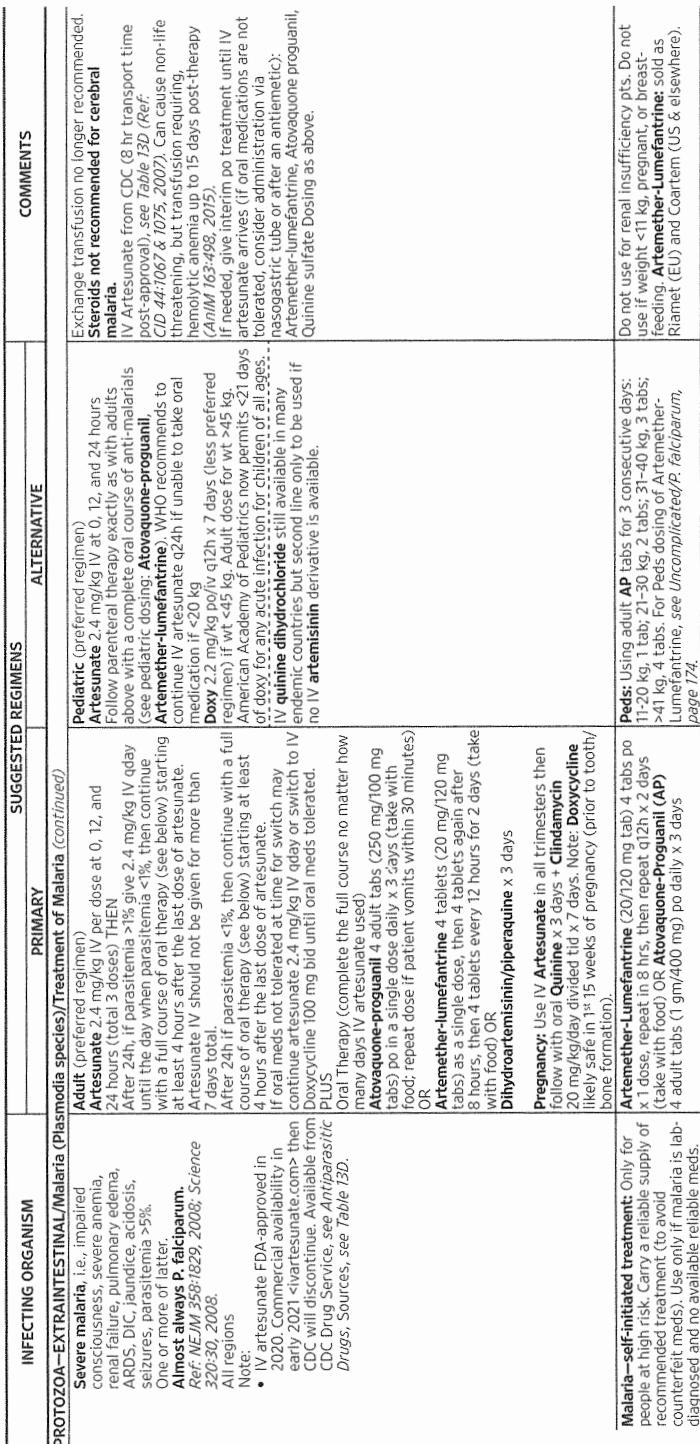 INFECTING ORGANISM
SUGGESTED REGIMENS
PRIMARY
ALTERNATIVE
COMMENTS
PROTOZOA—EXTRAINTESTINAL/Malaria (Plasmodia species)/Treatment of Malaria (continued)
Severe malaria, i.e., impaired
consciousness, severe anemia,
renal failure, pulmonary edema,
ARDS, DIC, jaundice, acidosis,
seizures, parasitemia >5%.
One or more of latter.
Almost always P. falciparum.
Ref: NEJM 358:1829, 2008; Science
320:30, 2008.
All regions
Note:
• IV artesunate FDA-approved in
2020. Commercial availability in
early 2021 <ivartesunate.com> then
CDC will discontinue. Available from
CDC Drug Service, see Antiparasitic
Drugs, Sources, see Table 13D.
Adult (preferred regimen)
Artesunate 2.4 mg/kg IV per dose at 0, 12, and
24 hours (total 3 doses) THEN
After 24h, if parasitemia >1% give 2.4 mg/kg IV qday
until the day when parasitemia <1%, then continue
with a full course of oral therapy (see below) starting
at least 4 hours after the last dose of artesunate.
Artesunate IV should not be given for more than
7 days total.
After 24h if parasitemia <1%, then continue with a full
course of oral therapy (see below) starting at least
4 hours after the last dose of artesunate.
If oral meds not tolerated at time for switch may
continue artesunate 2.4 mg/kg IV qday or switch to IV
Doxycycline 100 mg bid until oral meds tolerated.
PLUS
Oral Therapy (complete the full course no matter how
many days IV artesunate used)
Atovaquone-proguanil 4 adult tabs (250 mg/100 mg
tabs) po in a single dose daily x 3 days (take with
food; repeat dose if patient vomits within 30 minutes)
OR
Artemether-lumefantrine 4 tablets (20 mg/120 mg
tabs) as a single dose, then 4 tablets again after
8 hours, then 4 tablets every 12 hours for 2 days (take
with food) OR
Dihydroartemisinin/piperaquine x 3 days
Pregnancy: Use IV Artesunate in all trimesters then
follow with oral Quinine x 3 days + Clindamycin
20 mg/kg/day divided tid x 7 days. Note: Doxycycline
likely safe in 1st 15 weeks of pregnancy (prior to tooth/
bone formation).
Pediatric (preferred regimen)
Artesunate 2.4 mg/kg IV at 0, 12, and 24 hours
Follow parenteral therapy exactly as with adults
above with a complete oral course of anti-malarials
(see pediatric dosing: Atovaquone-proguanil,
Artemether-lumefantrine). WHO recommends to
continue IV artesunate q24h if unable to take oral
medication if <20 kg
Doxy 2.2 mg/kg po/iv q12h x 7 days (less preferred
regimen) if wt <45 kg. Adult dose for wt >45 kg.
American Academy of Pediatrics now permits <21 days
of doxy for any acute infection for children of all ages.
IV quinine dihydrochloride still available in many
endemic countries but second line only to be used if
no IV artemisinin derivative is available.
Exchange transfusion no longer recommended.
Steroids not recommended for cerebral
malaria.
IV Artesunate from CDC (8 hr transport time
post-approval), see Table 13D (Ref:
CID 44:1067 & 1075, 2007). Can cause non-life
threatening, but transfusion requiring,
hemolytic anemia up to 15 days post-therapy
(AnIM 163:498, 2015).
If needed, give interim po treatment until IV
artesunate arrives (if oral medications are not
tolerated, consider administration via
nasogastric tube or after an antiemetic):
Artemether-lumefantrine, Atovaquone proguanil,
Quinine sulfate Dosing as above.
Malaria—self-initiated treatment: Only for
people at high risk. Carry a reliable supply of
recommended treatment (to avoid
counterfeit meds). Use only if malaria is lab-
diagnosed and no available reliable meds.
Artemether-Lumefantrine (20/120 mg tab) 4 tabs po
x 1 dose, repeat in 8 hrs, then repeat q12h x 2 days
(take with food) OR Atovaquone-Proguanil (AP)
4 adult tabs (1 gm/400 mg) po daily x 3 days
Peds: Using adult AP tabs for 3 consecutive days:
11-20 kg, 1 tab; 21-30 kg, 2 tabs; 31-40 kg, 3 tabs;
>41 kg, 4 tabs. For Peds dosing of Artemether-
Lumefantrine, see Uncomplicated/P. falciparum,
page 174.
Do not use for renal insufficiency pts. Do not
use if weight <11 kg, pregnant, or breast-
feeding. Artemether-Lumefantrine: sold as
Riamet (EU) and Coartem (US & elsewhere).